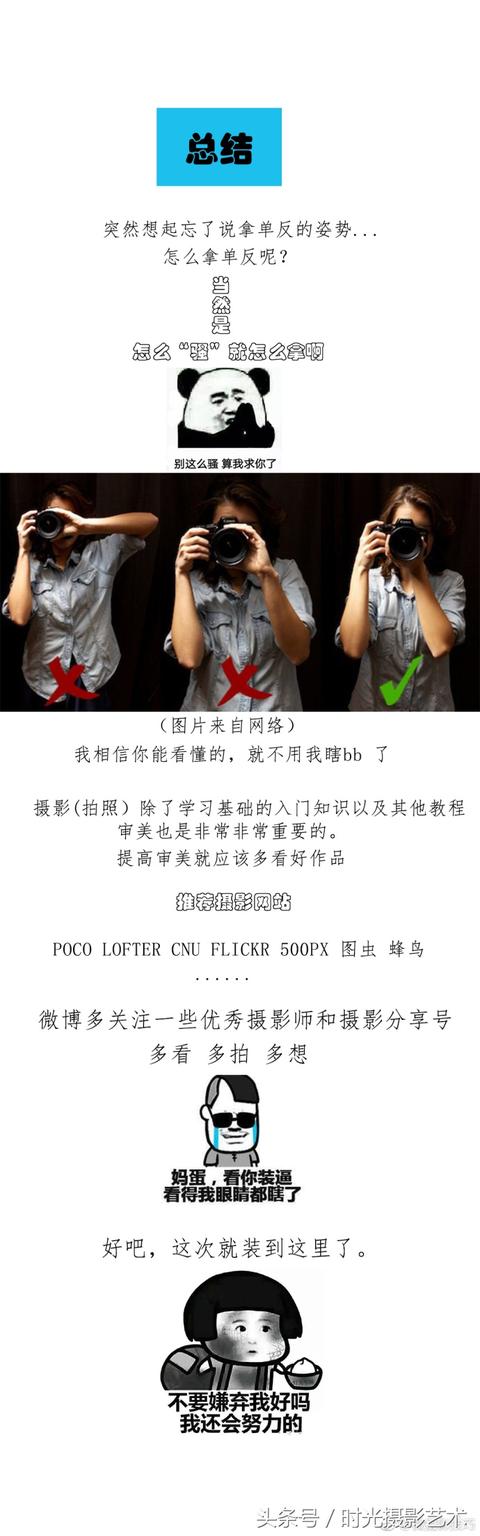 总结
突然想起忘了说拿单反的姿势...
怎么拿单反呢？
当
然
是
怎么“骚”就怎么拿啊
别这么骚 算我求你了
（图片来自网络）
我相信你能看懂的，就不用我瞎bb 了
摄影(拍照）除了学习基础的入门知识以及其他教程
审美也是非常非常重要的。
提高审美就应该多看好作品
推荐摄影网站
POCO LOFTER CNU FLICKR 500PX 图虫 蜂鸟
......
微博多关注一些优秀摄影师和摄影分享号
多看 多拍 多想
妈蛋，看你装逼
看得我眼睛都瞎了
好吧，这次就装到这里了。
不要嫌弃我好吗
我还会努力的
头条号 / 时光摄影艺术